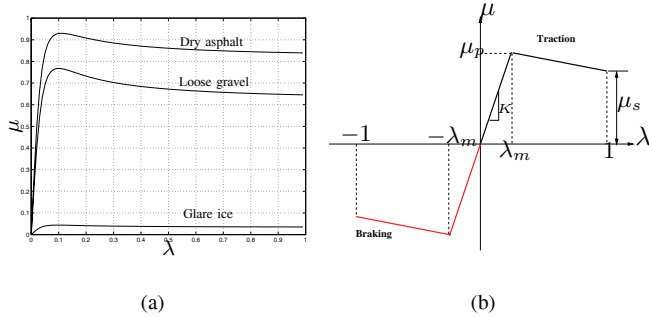 1
0.9
0.8
0.7
0.6
0.5
0.4
0.3
0.2
0.1
0
μ
Dry asphalt
Loose gravel
Glare ice
0 0.1 0.2 0.3 0.4 0.5 0.6 0.7 0.8 0.9 1
λ
(a)
μ
μp
Traction
K
μs
−1
−λm
λm
1
λ
Braking
(b)